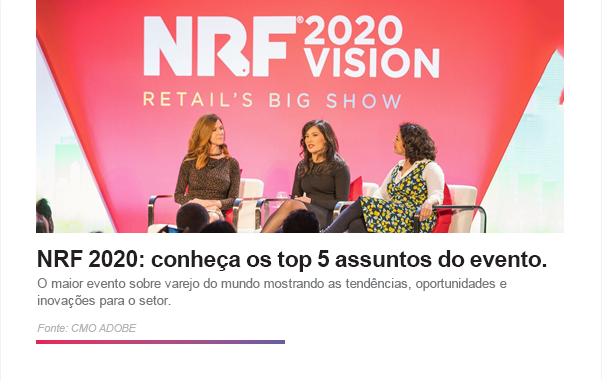 NRF® 2020
VISION
RETAIL'S BIG SHOW
NRF 2020: conheça os top 5 assuntos do evento.
O maior evento sobre varejo do mundo mostrando as tendências, oportunidades e
inovações para o setor.
Fonte: CMO ADOBE